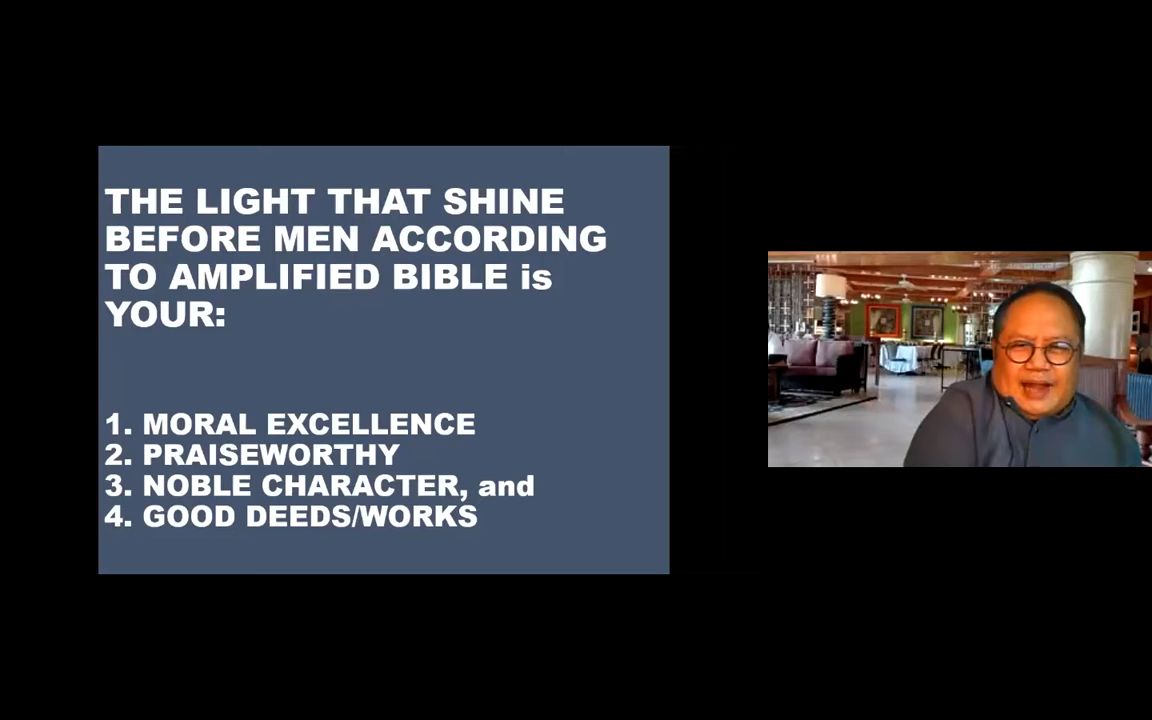 THE LIGHT THAT SHINE
BEFORE MEN ACCORDING
TO AMPLIFIED BIBLE is
YOUR:
1. MORAL EXCELLENCE
2. PRAISEWORTHY
3. NOBLE CHARACTER, and
4. GOOD DEEDS/WORKS